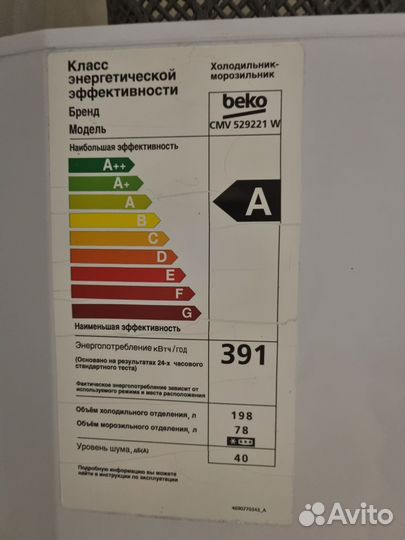 Класс
энергетической
эффективности
Холодильник-
морозильник
Бренд
beko
Модель
CMV 529221 W
Наибольшая эффективность
A++
A+
A
B
C
D
E
F
G
A
Наименьшая эффективность
Энергопотребление кВтч/год
391
(Основано на результатах 24-х часового
стандартного теста)
Фактическое энергопотребление зависит от
используемого режима и места расположения
Объём холодильного отделения, л 198
Объём морозильного отделения, л 78
Уровень шума, дБ(А) 40
Подробную информацию вы можете
найти в инструкции по эксплуатации
4690770343_A
Avito